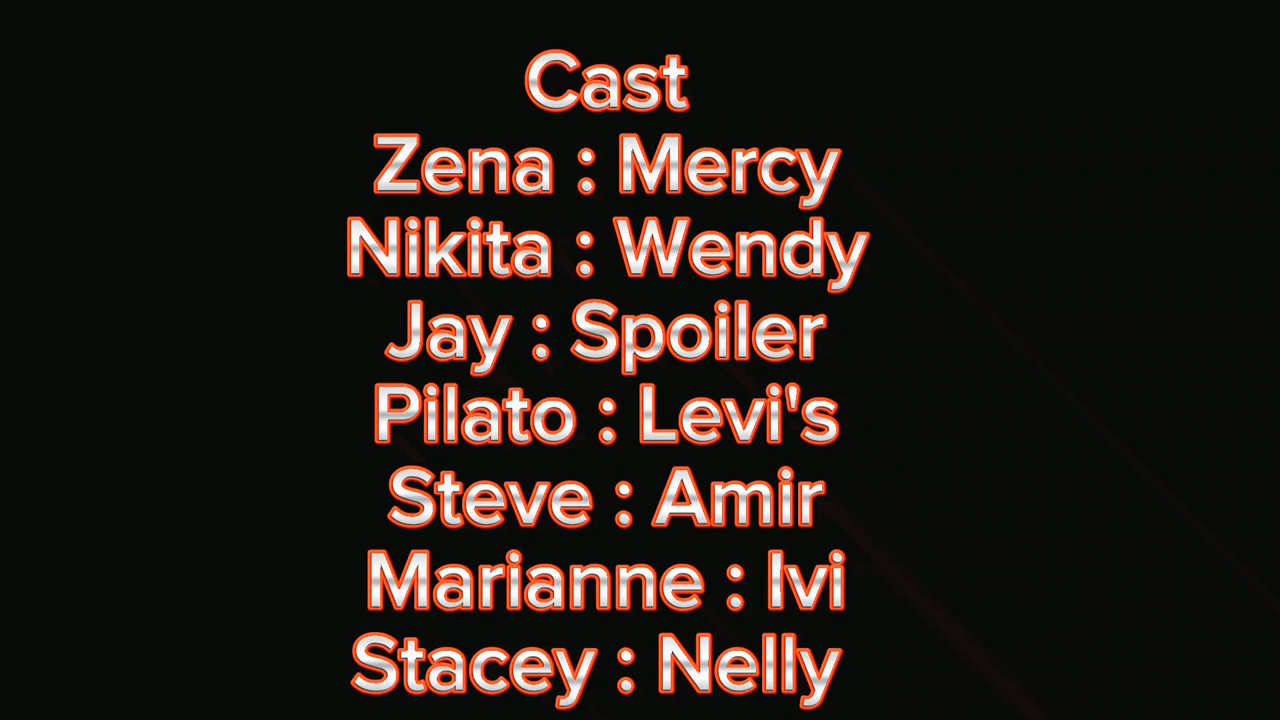 Cast
Zena : Mercy
Nikita : Wendy
Jay : Spoiler
Pilato : Levi's
Steve : Amir
Marianne : Ivi
Stacey : Nelly